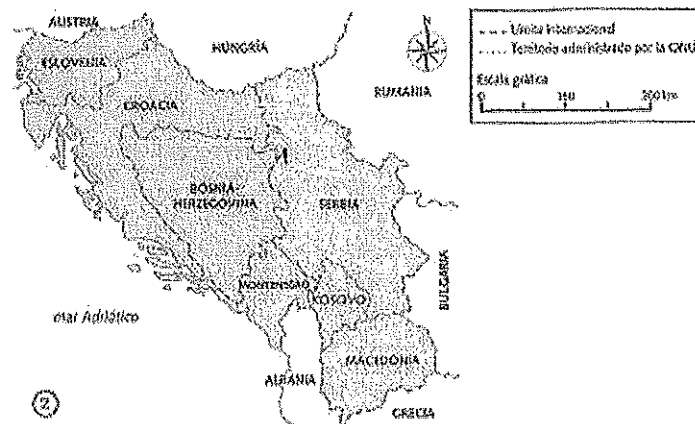 AUSTRIA
HUNGRÍA
N
Límite internacional
Territorio administrado por la ONU
Escala gráfica
0 150 300 km
ESLOVENIA
RUMANIA
CROACIA
BOSNIA-
HERZEGOVINA
SERBIA
BULGARIA
MONTENEGRO
KOSOVO
mar Adriático
MACEDONIA
ALBANIA
GRECIA
2